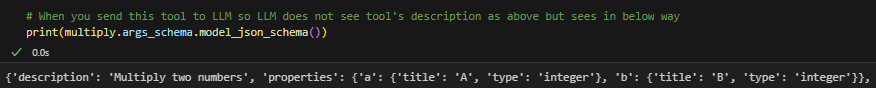 # When you send this tool to LLM so LLM does not see tool's description as above but sees in below way
print(multiply.args_schema.model_json_schema())
0.0s
{'description': 'Multiply two numbers', 'properties': {'a': {'title': 'A', 'type': 'integer'}, 'b': {'title': 'B', 'type': 'integer'}},